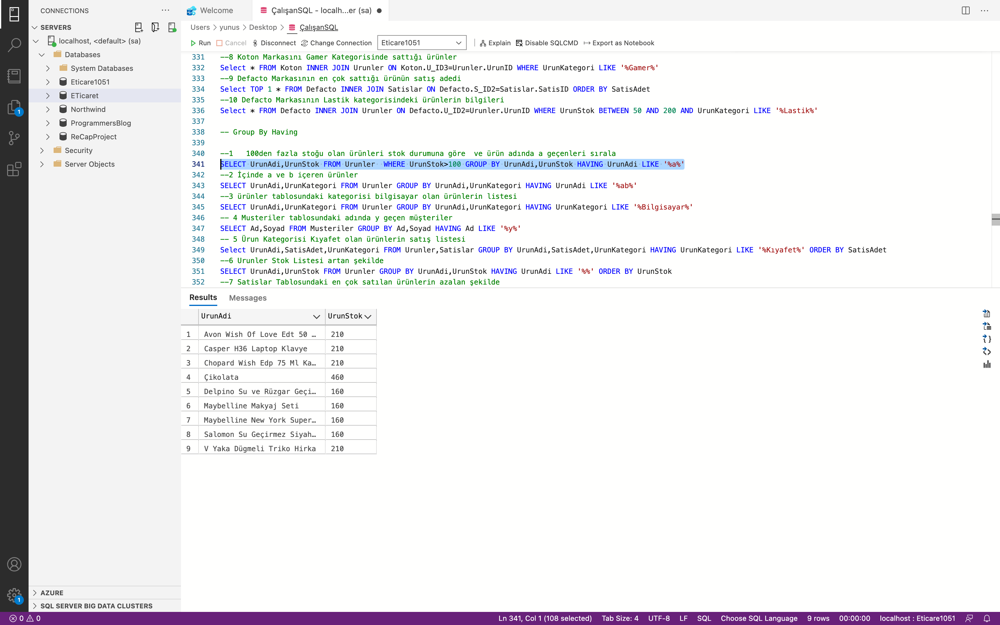 CONNECTIONS
SERVERS
localhost, <default> (sa)
Databases
System Databases
Eticare1051
ETicaret
Northwind
ProgrammersBlog
ReCapProject
Security
Server Objects
AZURE
SQL SERVER BIG DATA CLUSTERS
1
1
Welcome
ÇalışanSQL - localh...er (sa)
Users > yunus > Desktop > ÇalışanSQL
Run Cancel Disconnect Change Connection Eticare1051 Explain Disable SQLCMD Export as Notebook
331 --8 Koton Markasını Gamer Kategorisinde sattığı ürünler
332 Select * FROM Koton INNER JOIN Urunler ON Koton.U_ID3=Urunler.UrunID WHERE UrunKategori LIKE '%Gamer%'
333 --9 Defacto Markasının en çok sattığı ürünün satış adedi
334 Select TOP 1 * FROM Defacto INNER JOIN Satislar ON Defacto.S_ID2=Satislar.SatisID ORDER BY SatisAdet
335 --10 Defacto Markasının Lastik kategorisindeki ürünlerin bilgileri
336 Select * FROM Defacto INNER JOIN Urunler ON Defacto.U_ID2=Urunler.UrunID WHERE UrunStok BETWEEN 50 AND 200 AND UrunKategori LIKE '%Lastik%'
337
338 -- Group By Having
339
340 --1   100den fazla stoğu olan ürünleri stok durumuna göre  ve ürün adında a geçenleri sırala
341 SELECT UrunAdi,UrunStok FROM Urunler  WHERE UrunStok>100 GROUP BY UrunAdi,UrunStok HAVING UrunAdi LIKE '%a%'
342 --2 İçinde a ve b içeren ürünler
343 SELECT UrunAdi,UrunKategori FROM Urunler GROUP BY UrunAdi,UrunKategori HAVING UrunAdi LIKE '%ab%'
344 --3 ürünler tablosundaki kategorisi bilgisayar olan ürünlerin listesi
345 SELECT UrunAdi,UrunKategori FROM Urunler GROUP BY UrunAdi,UrunKategori HAVING UrunKategori LIKE '%Bilgisayar%'
346 -- 4 Musteriler tablosundaki adında y geçen müşteriler
347 SELECT Ad,Soyad FROM Musteriler GROUP BY Ad,Soyad HAVING Ad LIKE '%y%'
348 -- 5 Ürun Kategorisi Kıyafet olan ürünlerin satış listesi
349 Select UrunAdi,SatisAdet,UrunKategori FROM Urunler,Satislar GROUP BY UrunAdi,SatisAdet,UrunKategori HAVING UrunKategori LIKE '%Kıyafet%' ORDER BY SatisAdet
350 --6 Urunler Stok Listesi artan şekilde
351 SELECT UrunAdi,UrunStok FROM Urunler GROUP BY UrunAdi,UrunStok HAVING UrunAdi LIKE '%%' ORDER BY UrunStok
352 --7 Satislar Tablosundaki en çok satılan ürünlerin azalan şekilde
Results Messages
UrunAdi UrunStok
1 Avon Wish Of Love Edt 50 … 210
2 Casper H36 Laptop Klavye 210
3 Chopard Wish Edp 75 Ml Ka… 210
4 Çikolata 460
5 Delpino Su ve Rüzgar Geçi… 160
6 Maybelline Makyaj Seti 160
7 Maybelline New York Super… 160
8 Salomon Su Geçirmez Siyah… 160
9 V Yaka Dügmeli Triko Hirka 210
0 0 Ln 341, Col 1 (108 selected) Tab Size: 4 UTF-8 LF SQL Choose SQL Language 9 rows 00:00:00 localhost : Eticare1051